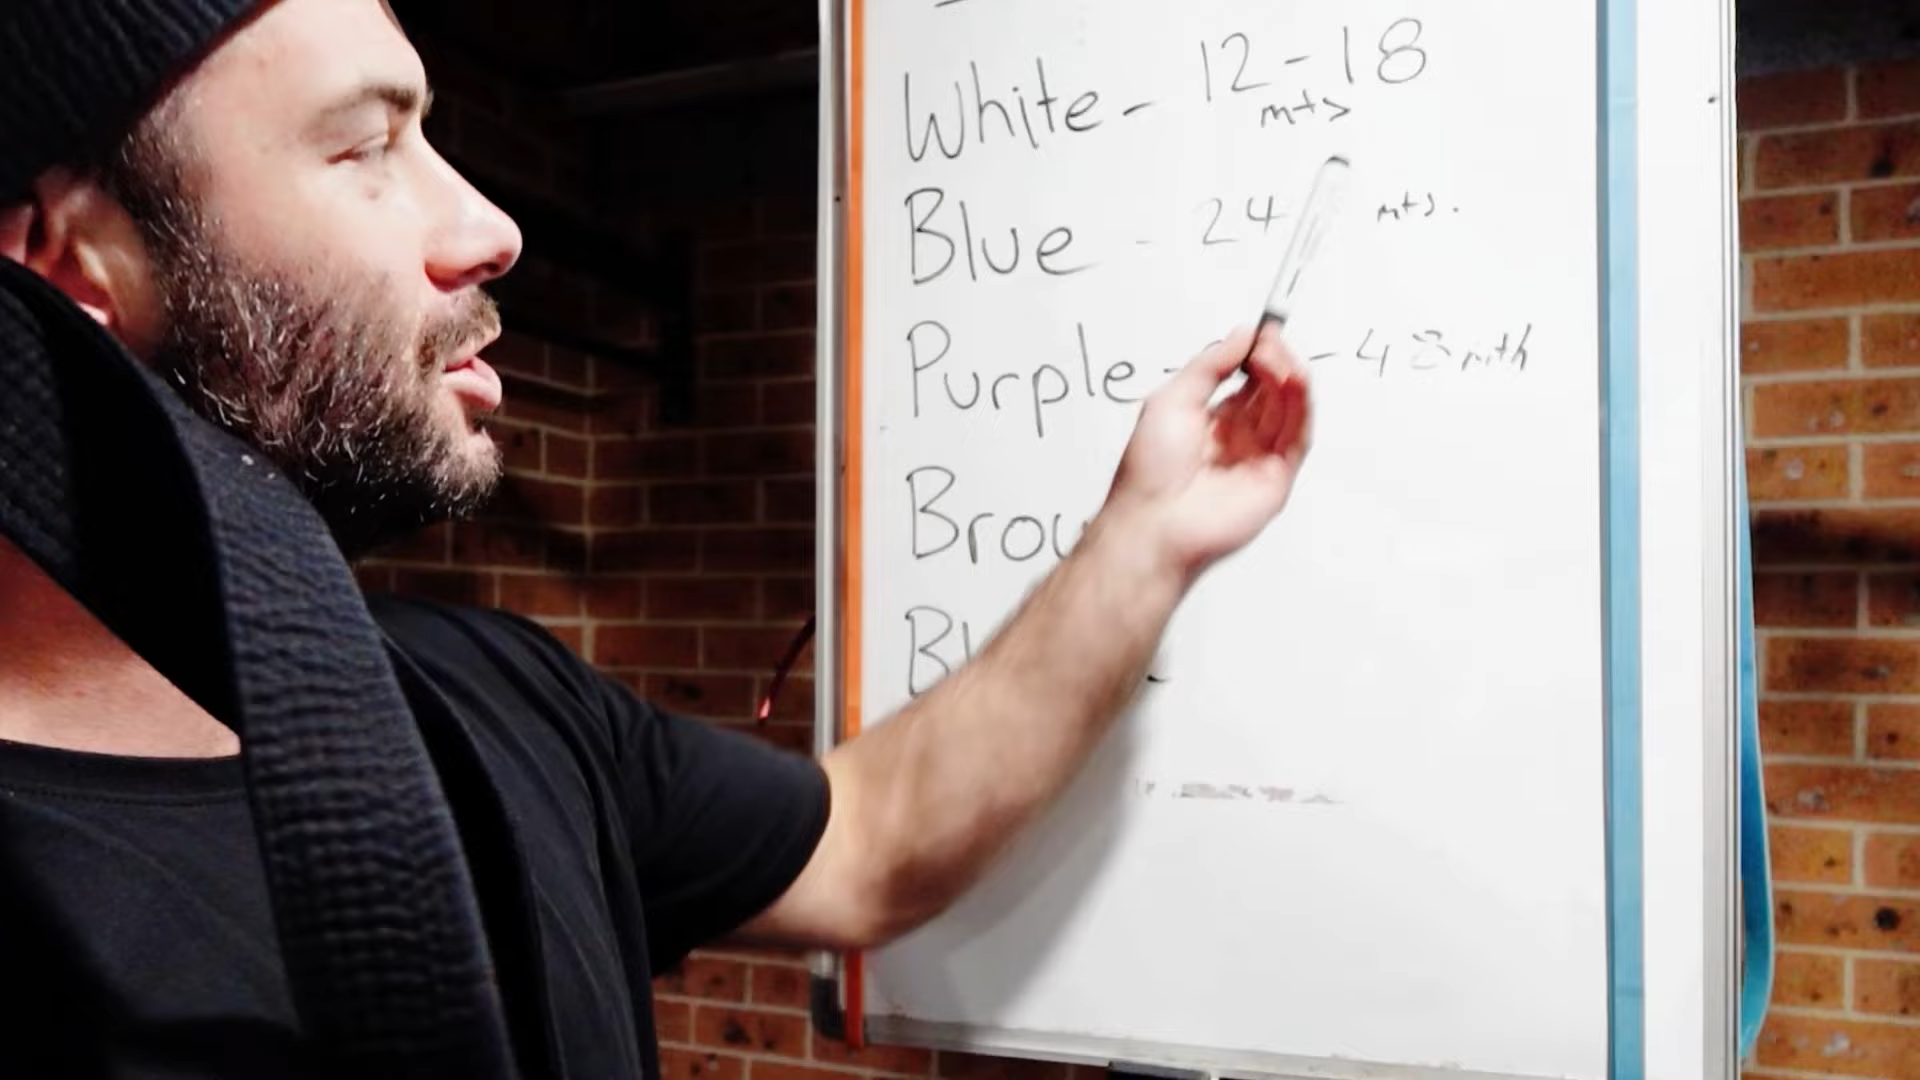 White - 12-18
mts
Blue - 24 mts.
Purple - - 48 mth
Brow
Bl -